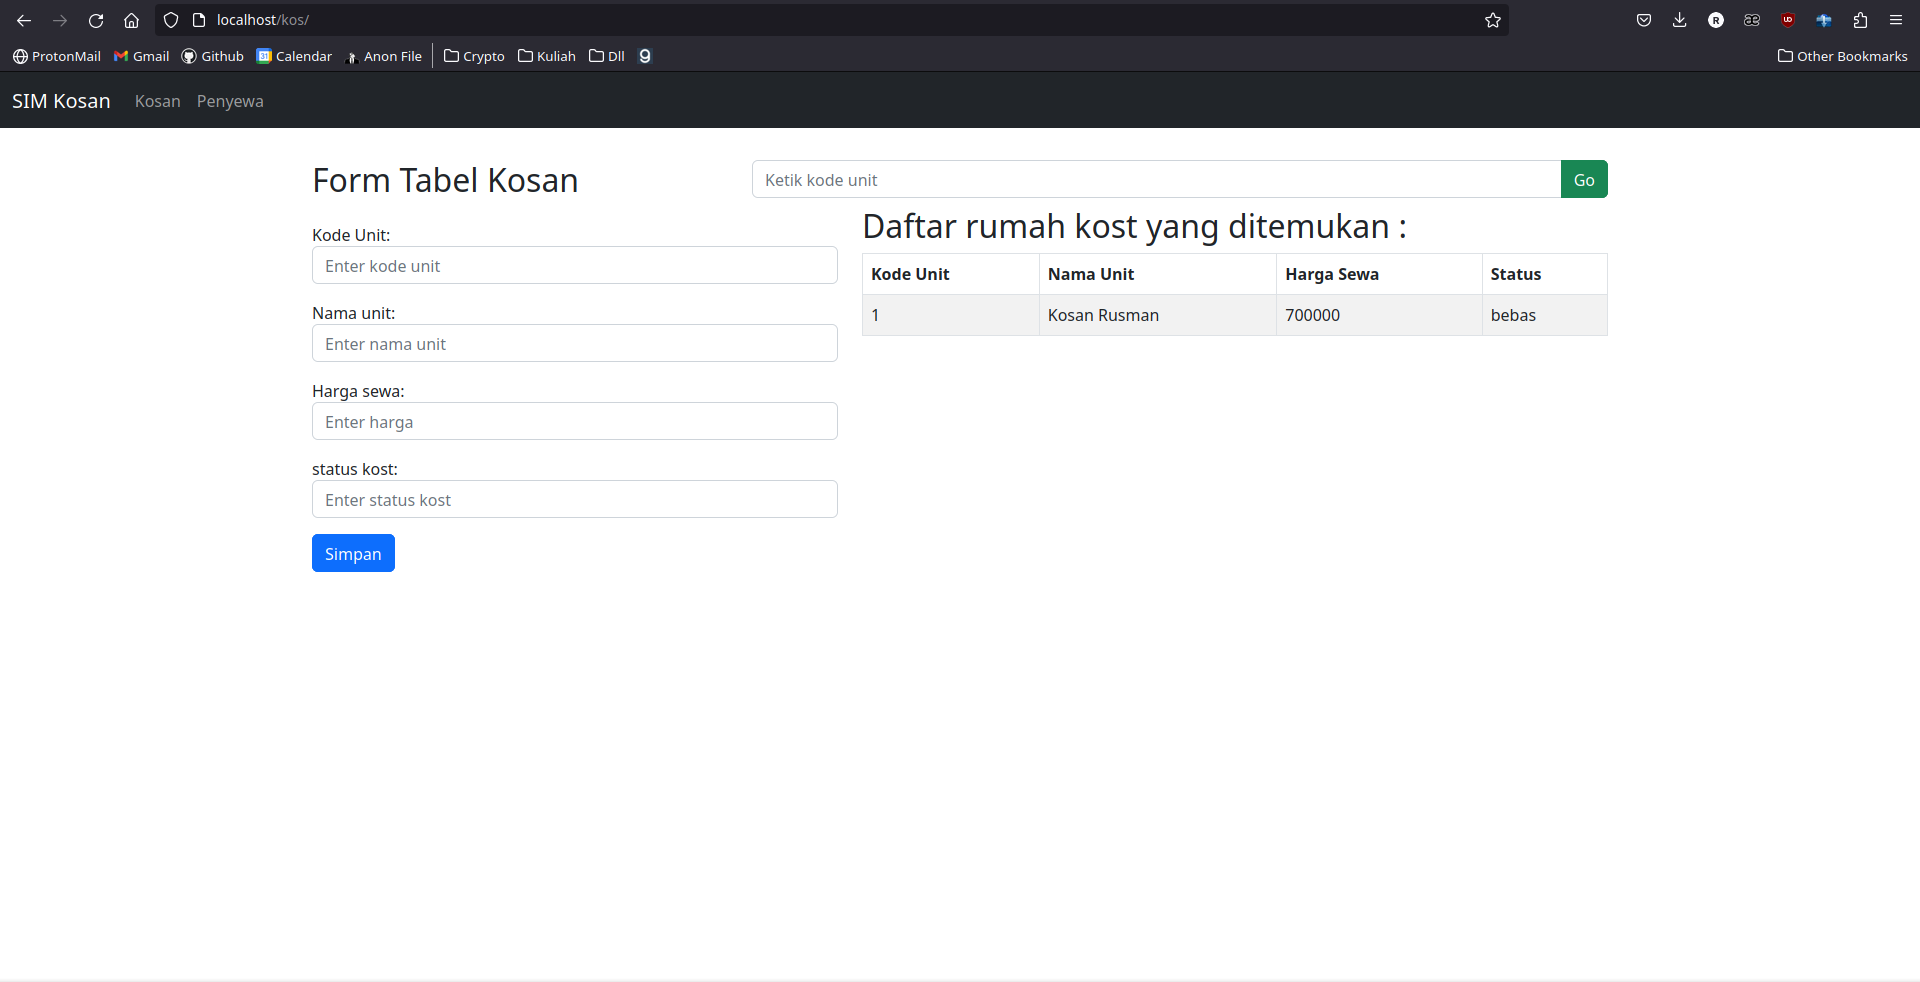 localhost/kos/
ProtonMail Gmail Github Calendar Anon File Crypto Kuliah Dll Other Bookmarks
SIM Kosan Kosan Penyewa
Form Tabel Kosan
Ketik kode unit Go
Daftar rumah kost yang ditemukan :
Kode Unit Nama Unit Harga Sewa Status
1 Kosan Rusman 700000 bebas
Kode Unit:
Enter kode unit
Nama unit:
Enter nama unit
Harga sewa:
Enter harga
status kost:
Enter status kost
Simpan